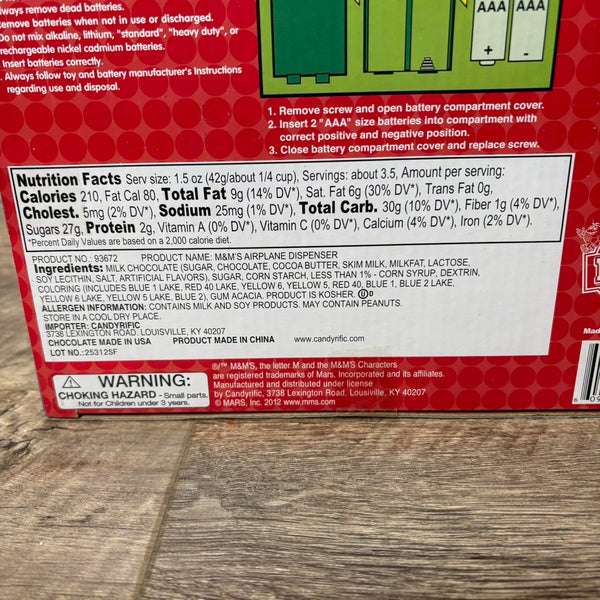 lways remove dead batteries.
emove batteries when not in use or discharged.
Do not mix alkaline, lithium, "standard", "heavy duty", or
rechargeable nickel cadmium batteries.
Insert batteries correctly.
Always follow toy and battery manufacturer's instructions
regarding use and disposal.
AAA AAA
+ −
1. Remove screw and open battery compartment cover.
2. Insert 2 "AAA" size batteries into compartment with
correct positive and negative position.
3. Close battery compartment cover and replace screw.
Nutrition Facts Serv size: 1.5 oz (42g/about 1/4 cup), Servings: about 3.5, Amount per serving:
Calories 210, Fat Cal 80, Total Fat 9g (14% DV*), Sat. Fat 6g (30% DV*), Trans Fat 0g,
Cholest. 5mg (2% DV*), Sodium 25mg (1% DV*), Total Carb. 30g (10% DV*), Fiber 1g (4% DV*),
Sugars 27g, Protein 2g, Vitamin A (0% DV*), Vitamin C (0% DV*), Calcium (4% DV*), Iron (2% DV*).
*Percent Daily Values are based on a 2,000 calorie diet.
PRODUCT NO.: 93672 PRODUCT NAME: M&M'S AIRPLANE DISPENSER
Ingredients: MILK CHOCOLATE (SUGAR, CHOCOLATE, COCOA BUTTER, SKIM MILK, MILKFAT, LACTOSE,
SOY LECITHIN, SALT, ARTIFICIAL FLAVORS), SUGAR, CORN STARCH, LESS THAN 1% - CORN SYRUP, DEXTRIN,
COLORING (INCLUDES BLUE 1 LAKE, RED 40 LAKE, YELLOW 6, YELLOW 5, RED 40, BLUE 1, BLUE 2 LAKE,
YELLOW 6 LAKE, YELLOW 5 LAKE, BLUE 2), GUM ACACIA. PRODUCT IS KOSHER. ⓊD
ALLERGEN INFORMATION: CONTAINS MILK AND SOY PRODUCTS. MAY CONTAIN PEANUTS.
STORE IN A COOL DRY PLACE.
IMPORTER: CANDYRIFIC
3738 LEXINGTON ROAD, LOUISVILLE, KY 40207
CHOCOLATE MADE IN USA PRODUCT MADE IN CHINA www.candyrific.com
LOT NO.:25312SF
Made
WARNING:
CHOKING HAZARD - Small parts.
Not for Children under 3 years.
®/™ M&M'S, the letter M and the M&M'S Characters
are registered trademarks of Mars. Incorporated and its affiliates.
Manufactured and distributed under license
by Candyrific, 3738 Lexington Road, Lousiville, KY 40207
© MARS, Inc. 2012 www.mms.com
6 09